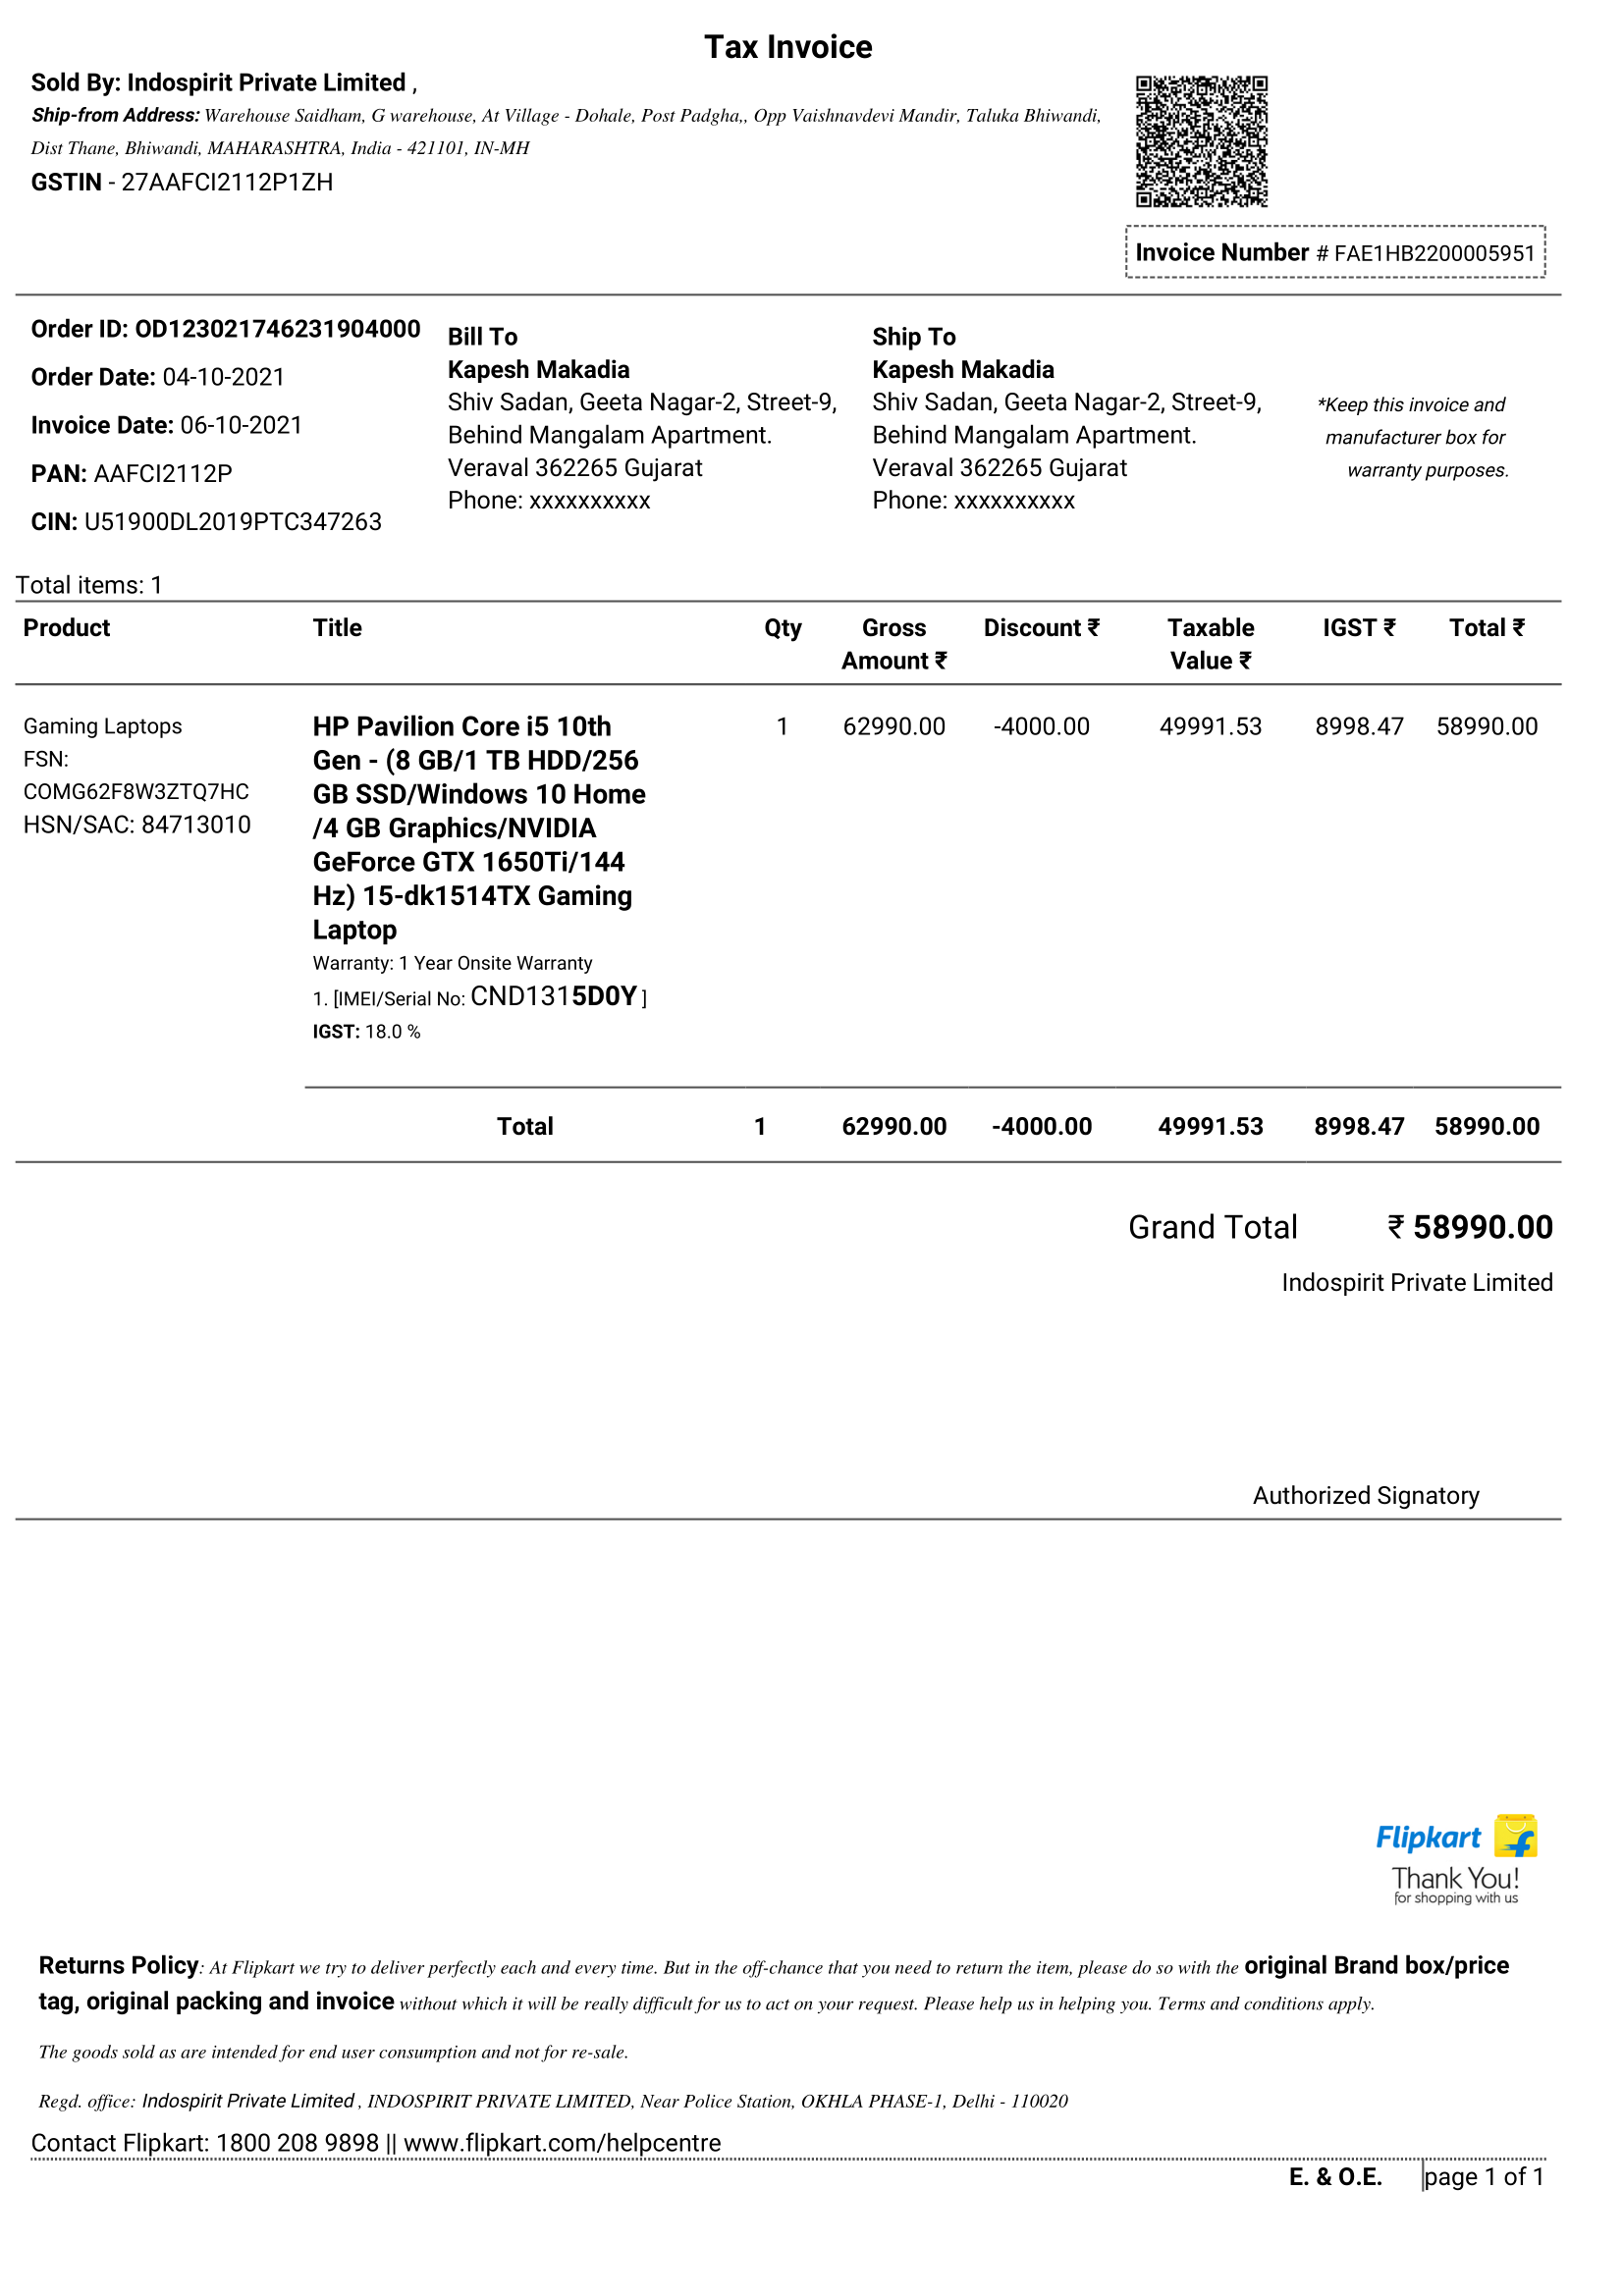 Tax Invoice
Sold By: Indospirit Private Limited ,
Ship-from Address: Warehouse Saidham, G warehouse, At Village - Dohale, Post Padgha,, Opp Vaishnavdevi Mandir, Taluka Bhiwandi,
Dist Thane, Bhiwandi, MAHARASHTRA, India - 421101, IN-MH
GSTIN - 27AAFCI2112P1ZH
Invoice Number # FAE1HB2200005951
Order ID: OD123021746231904000
Order Date: 04-10-2021
Invoice Date: 06-10-2021
PAN: AAFCI2112P
CIN: U51900DL2019PTC347263
Bill To
Kapesh Makadia
Shiv Sadan, Geeta Nagar-2, Street-9,
Behind Mangalam Apartment.
Veraval 362265 Gujarat
Phone: xxxxxxxxxx
Ship To
Kapesh Makadia
Shiv Sadan, Geeta Nagar-2, Street-9,
Behind Mangalam Apartment.
Veraval 362265 Gujarat
Phone: xxxxxxxxxx
*Keep this invoice and
manufacturer box for
warranty purposes.
Total items: 1
Product Title Qty Gross Amount ₹ Discount ₹ Taxable Value ₹ IGST ₹ Total ₹
Gaming Laptops
FSN:
COMG62F8W3ZTQ7HC
HSN/SAC: 84713010
HP Pavilion Core i5 10th
Gen - (8 GB/1 TB HDD/256
GB SSD/Windows 10 Home
/4 GB Graphics/NVIDIA
GeForce GTX 1650Ti/144
Hz) 15-dk1514TX Gaming
Laptop
Warranty: 1 Year Onsite Warranty
1. [IMEI/Serial No: CND1315D0Y ]
IGST: 18.0 %
1 62990.00 -4000.00 49991.53 8998.47 58990.00
Total 1 62990.00 -4000.00 49991.53 8998.47 58990.00
Grand Total ₹ 58990.00
Indospirit Private Limited
Authorized Signatory
Flipkart
Thank You!
for shopping with us
Returns Policy: At Flipkart we try to deliver perfectly each and every time. But in the off-chance that you need to return the item, please do so with the original Brand box/price
tag, original packing and invoice without which it will be really difficult for us to act on your request. Please help us in helping you. Terms and conditions apply.
The goods sold as are intended for end user consumption and not for re-sale.
Regd. office: Indospirit Private Limited , INDOSPIRIT PRIVATE LIMITED, Near Police Station, OKHLA PHASE-1, Delhi - 110020
Contact Flipkart: 1800 208 9898 || www.flipkart.com/helpcentre
E. & O.E. page 1 of 1